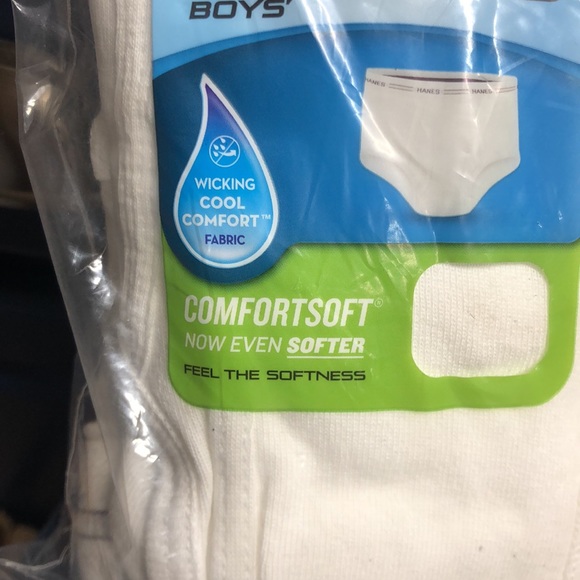 BOYS'
HANES HANES HANES
WICKING
COOL
COMFORT™
FABRIC
COMFORTSOFT®
NOW EVEN SOFTER
FEEL THE SOFTNESS